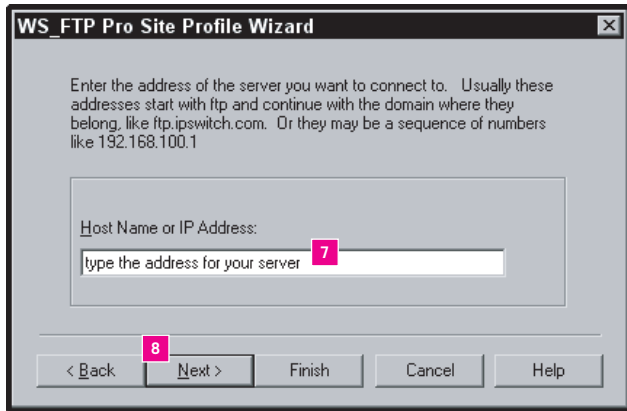 WS_FTP Pro Site Profile Wizard
Enter the address of the server you want to connect to. Usually these
addresses start with ftp and continue with the domain where they
belong, like ftp.ipswitch.com. Or they may be a sequence of numbers
like 192.168.100.1
Host Name or IP Address:
type the address for your server 7
8
< Back Next > Finish Cancel Help